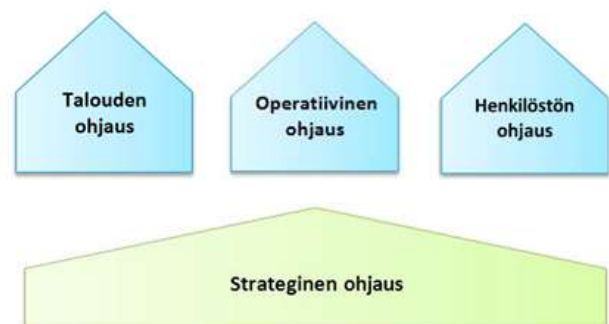 Talouden
ohjaus
Operatiivinen
ohjaus
Henkilöstön
ohjaus
Strateginen ohjaus